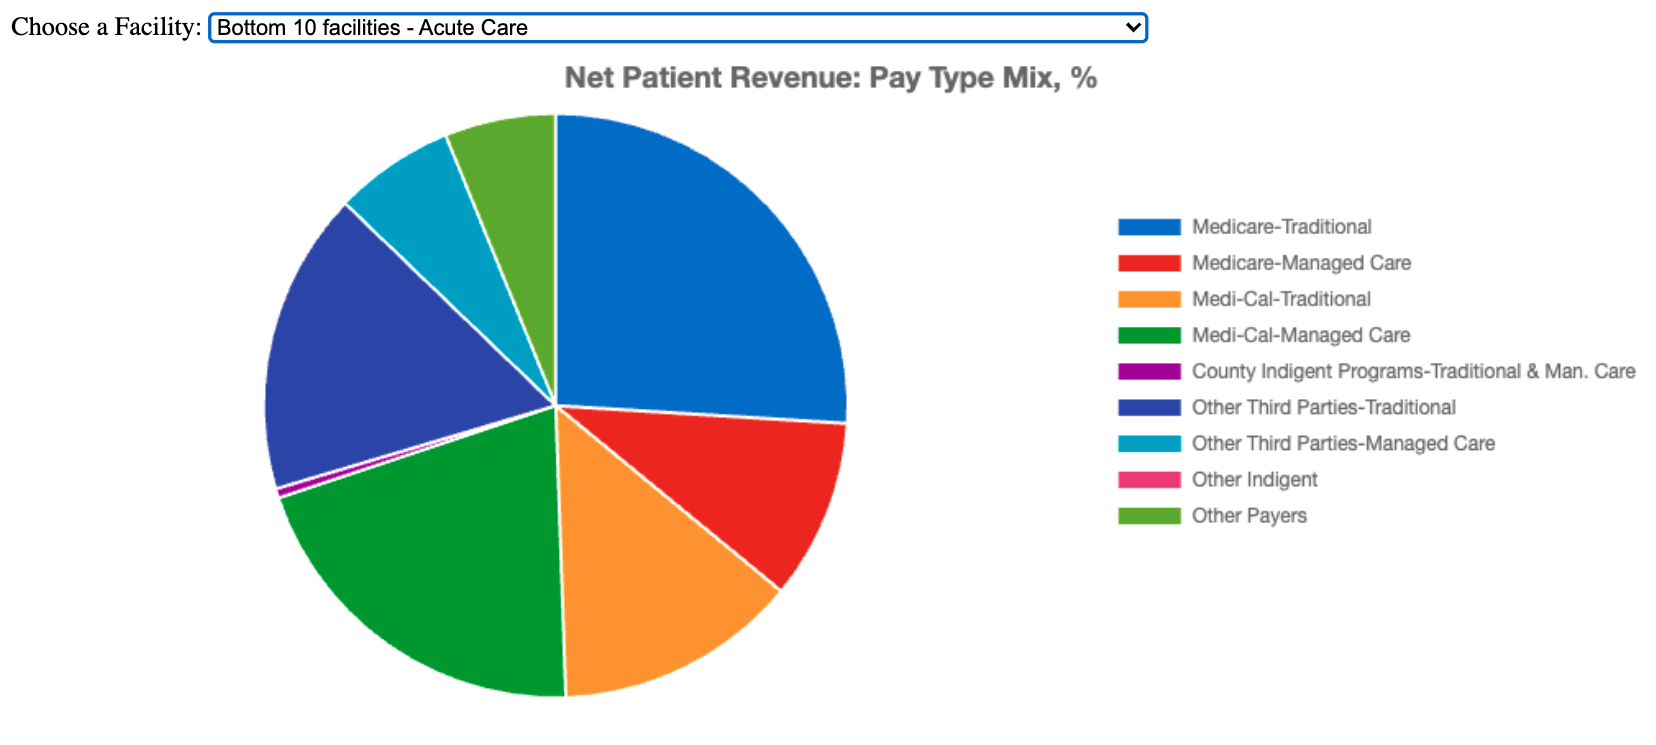 Choose a Facility: Bottom 10 facilities - Acute Care
Net Patient Revenue: Pay Type Mix, %
Medicare-Traditional
Medicare-Managed Care
Medi-Cal-Traditional
Medi-Cal-Managed Care
County Indigent Programs-Traditional & Man. Care
Other Third Parties-Traditional
Other Third Parties-Managed Care
Other Indigent
Other Payers